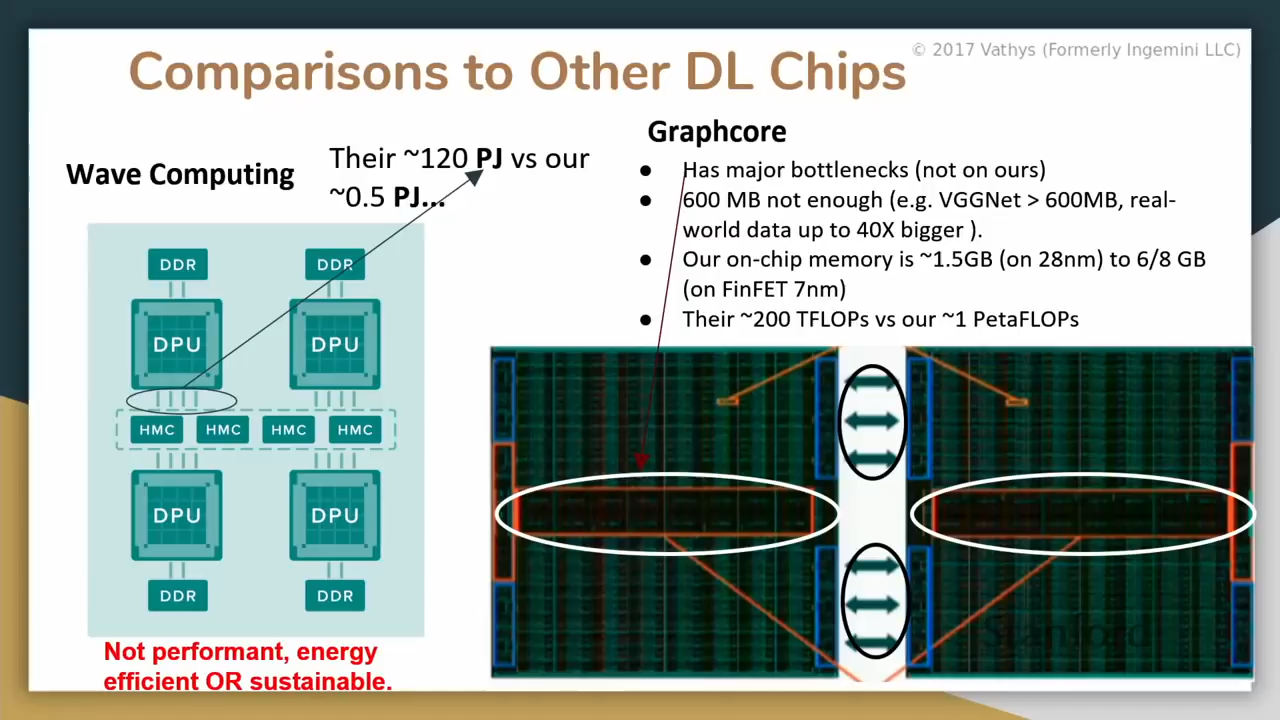 © 2017 Vathys (Formerly Ingemini LLC)
Comparisons to Other DL Chips
Wave Computing
Their ~120 PJ vs our
~0.5 PJ...
DDR
DDR
DPU
DPU
HMC
HMC
HMC
HMC
DPU
DPU
DDR
DDR
Not performant, energy
efficient OR sustainable.
Graphcore
● Has major bottlenecks (not on ours)
● 600 MB not enough (e.g. VGGNet > 600MB, real-
world data up to 40X bigger ).
● Our on-chip memory is ~1.5GB (on 28nm) to 6/8 GB
(on FinFET 7nm)
● Their ~200 TFLOPs vs our ~1 PetaFLOPs
Stanford